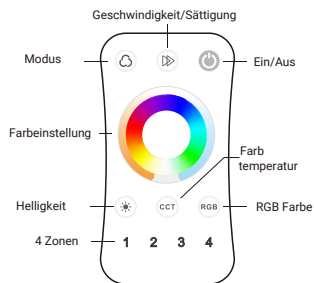 Geschwindigkeit/Sättigung
Modus
Ein/Aus
Farbeinstellung
Farb
temperatur
Helligkeit
CCT
RGB
RGB Farbe
4 Zonen
1 2 3 4